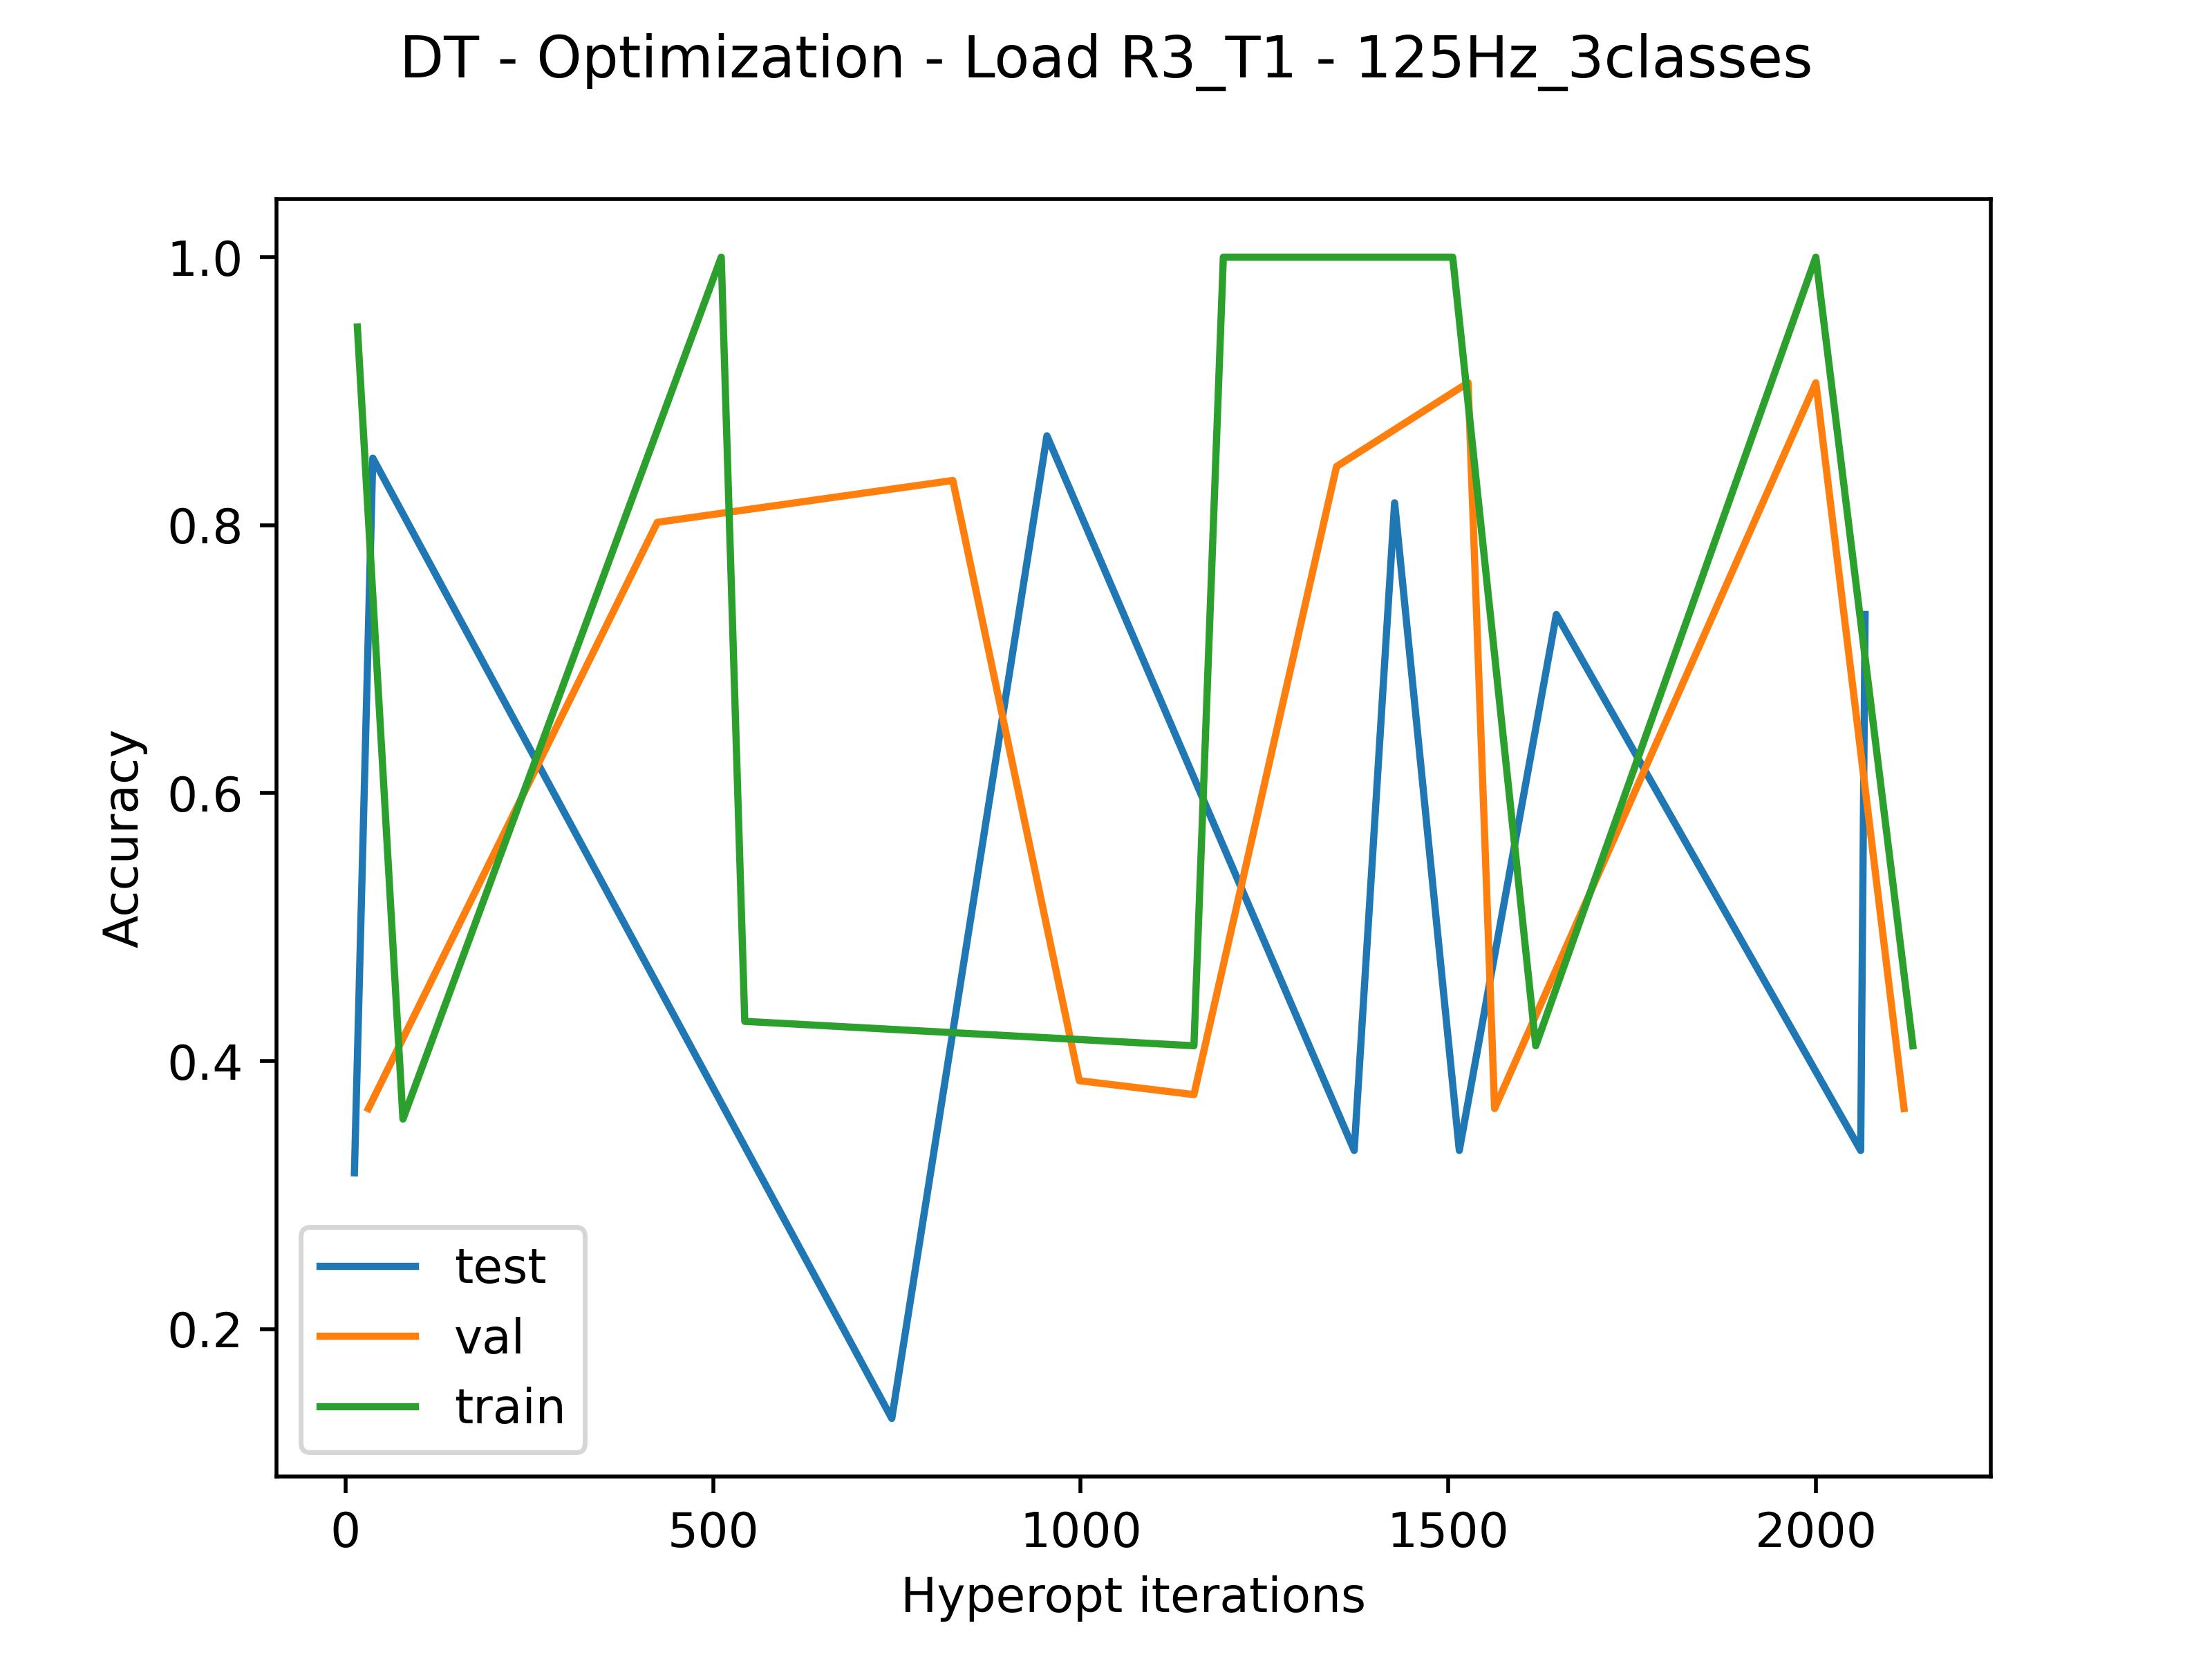 DT - Optimization - Load R3_T1 - 125Hz_3classes
1.0
0.8
0.6
0.4
0.2
Accuracy
test
val
train
0 500 1000 1500 2000
Hyperopt iterations